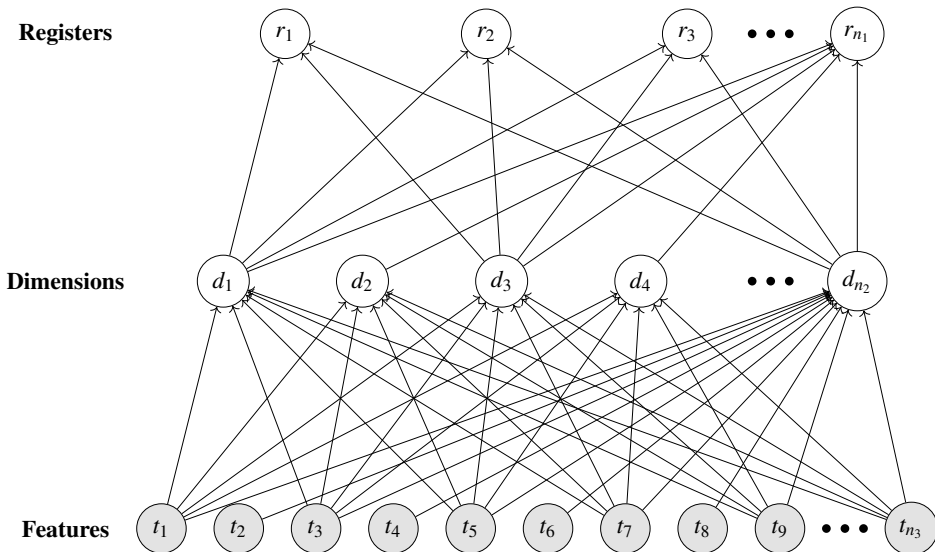 Registers r₁ r₂ r₃ ••• rₙ₁
Dimensions d₁ d₂ d₃ d₄ ••• dₙ₂
Features t₁ t₂ t₃ t₄ t₅ t₆ t₇ t₈ t₉ ••• tₙ₃